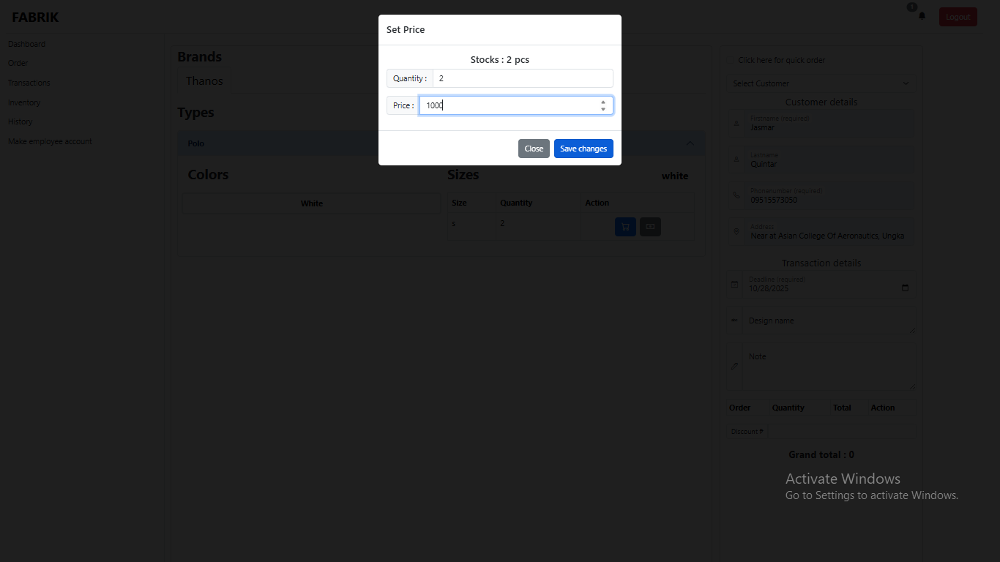 FABRIK
Logout
Dashboard
Order
Transactions
Inventory
History
Make employee account
Set Price
Stocks : 2 pcs
Quantity :
2
Price :
1000
Close
Save changes
Brands
Thanos
Types
Polo
Colors
White
Sizes
white
Size
Quantity
Action
s
2
Click here for quick order
Select Customer
Customer details
Firstname (required)
Jasmar
Lastname
Quintar
Phonenumber (required)
09515573050
Address
Near at Asian College Of Aeronautics, Ungka
Transaction details
Deadline (required)
10/28/2025
Design name
Note
Order
Quantity
Total
Action
Discount ₱
Grand total : 0
Activate Windows
Go to Settings to activate Windows.